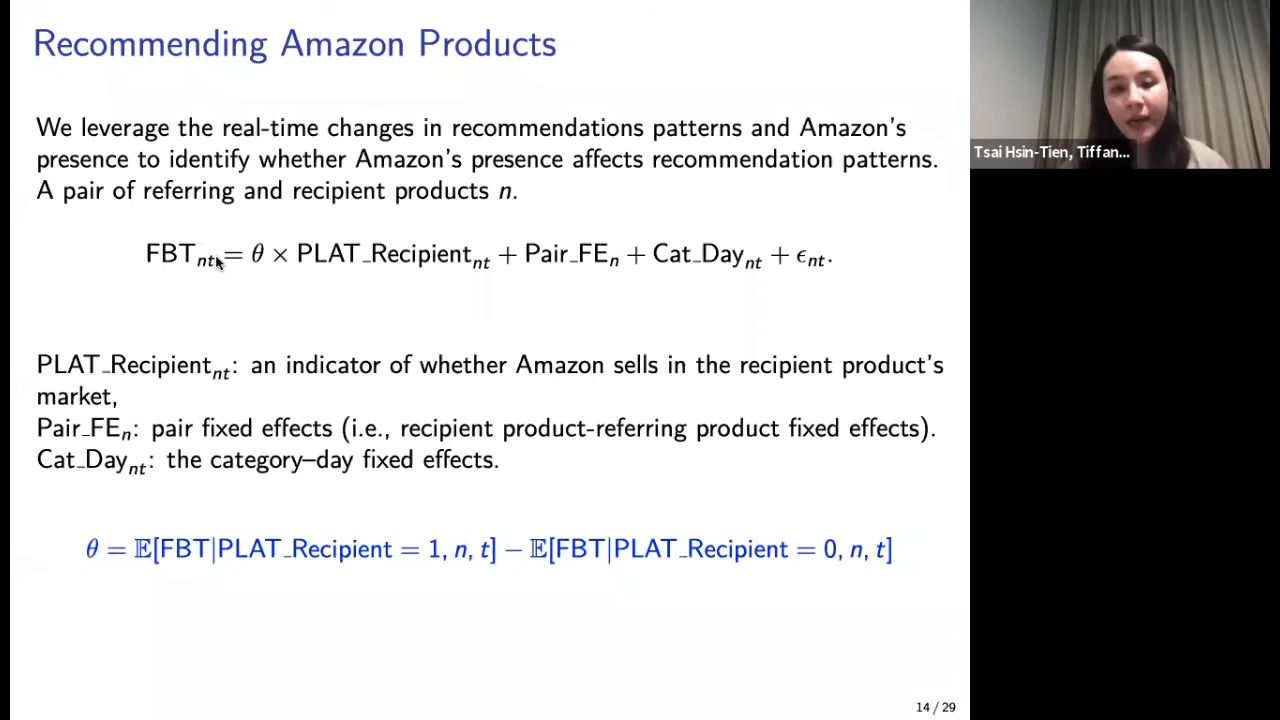 Recommending Amazon Products
We leverage the real-time changes in recommendations patterns and Amazon's
presence to identify whether Amazon's presence affects recommendation patterns.
A pair of referring and recipient products n.
FBT_nt = θ × PLAT_Recipient_nt + Pair_FE_n + Cat_Day_nt + ϵ_nt.
PLAT_Recipient_nt: an indicator of whether Amazon sells in the recipient product's
market,
Pair_FE_n: pair fixed effects (i.e., recipient product-referring product fixed effects).
Cat_Day_nt: the category–day fixed effects.
θ = 𝔼[FBT|PLAT_Recipient = 1, n, t] − 𝔼[FBT|PLAT_Recipient = 0, n, t]
14 / 29
Tsai Hsin-Tien, Tiffan...